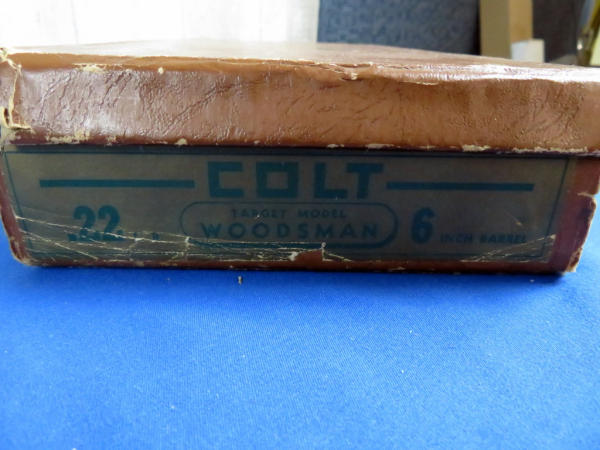 COLT
TARGET MODEL
.22 WOODSMAN 6 INCH BARREL